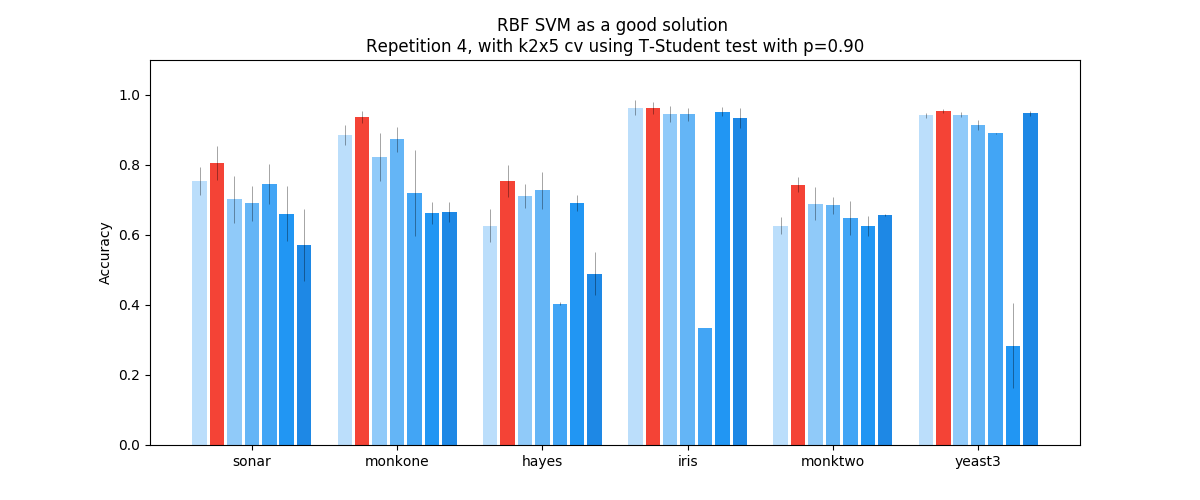 RBF SVM as a good solution
Repetition 4, with k2x5 cv using T-Student test with p=0.90
Accuracy
1.0
0.8
0.6
0.4
0.2
0.0
sonar monkone hayes iris monktwo yeast3